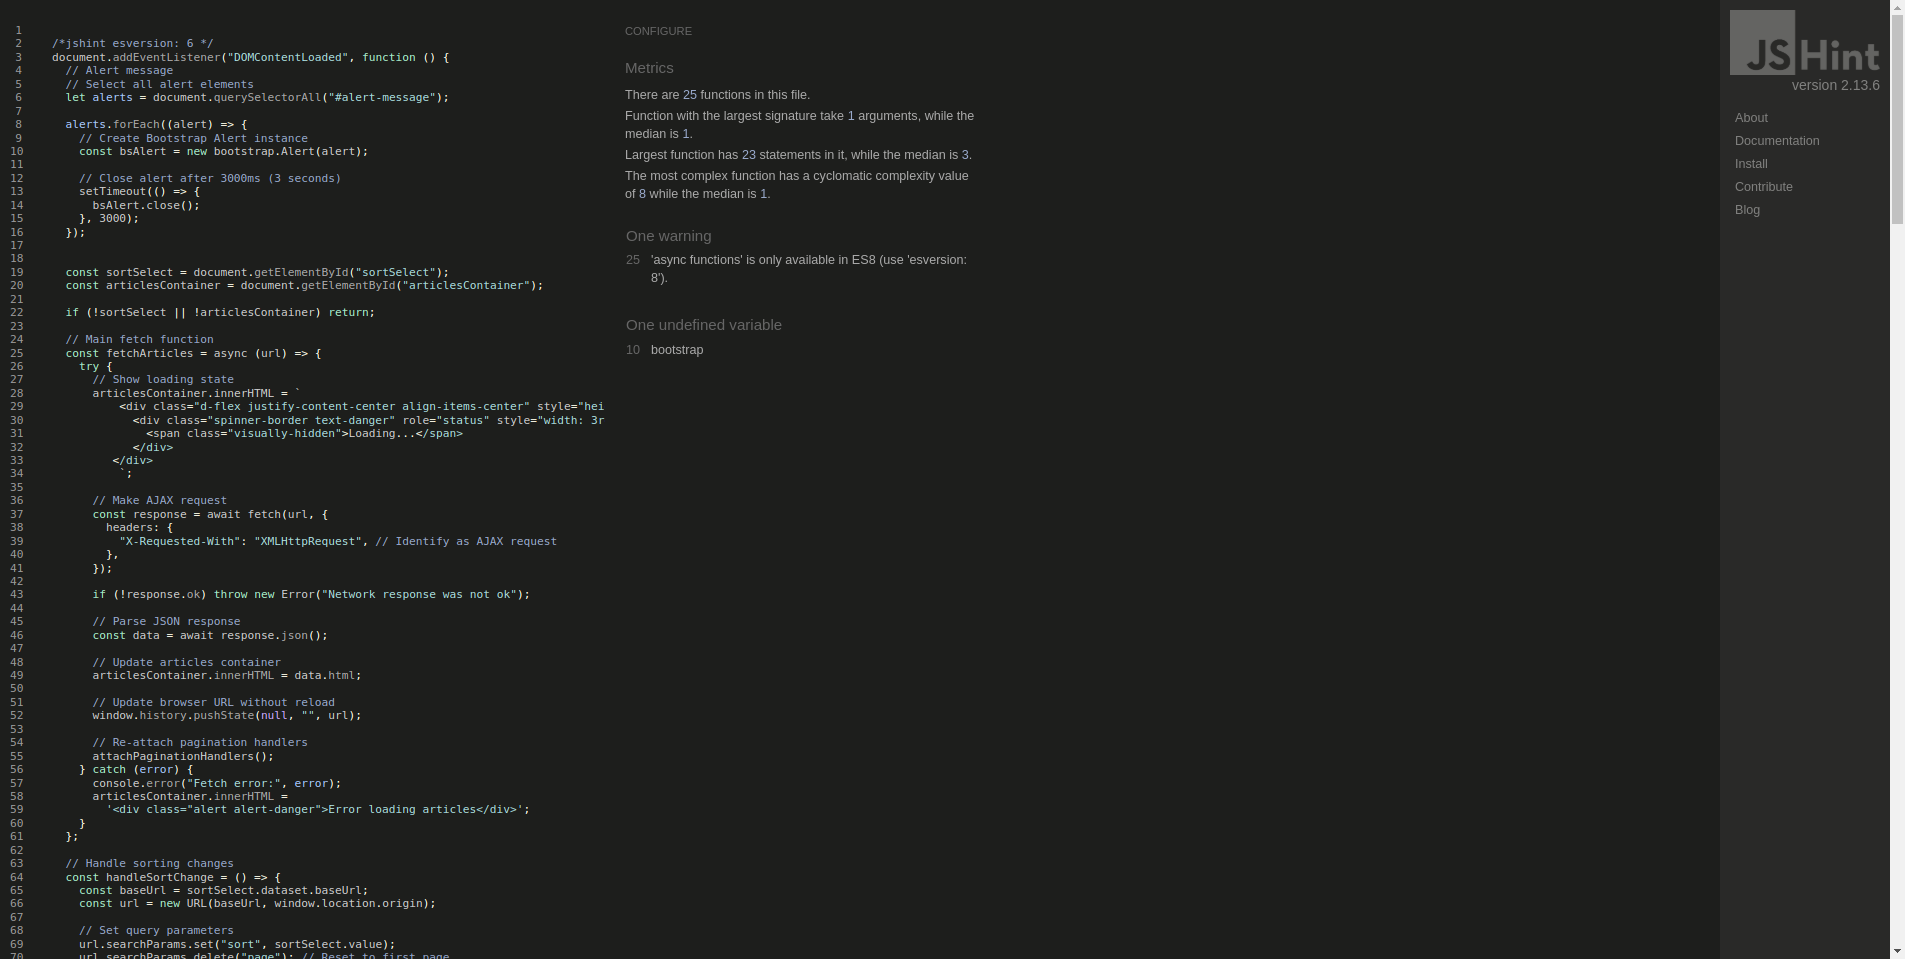 1
2 /*jshint esversion: 6 */
3 document.addEventListener("DOMContentLoaded", function () {
4 // Alert message
5 // Select all alert elements
6 let alerts = document.querySelectorAll("#alert-message");
7
8 alerts.forEach((alert) => {
9 // Create Bootstrap Alert instance
10 const bsAlert = new bootstrap.Alert(alert);
11
12 // Close alert after 3000ms (3 seconds)
13 setTimeout(() => {
14 bsAlert.close();
15 }, 3000);
16 });
17
18
19 const sortSelect = document.getElementById("sortSelect");
20 const articlesContainer = document.getElementById("articlesContainer");
21
22 if (!sortSelect || !articlesContainer) return;
23
24 // Main fetch function
25 const fetchArticles = async (url) => {
26 try {
27 // Show loading state
28 articlesContainer.innerHTML = `
29 <div class="d-flex justify-content-center align-items-center" style="hei
30 <div class="spinner-border text-danger" role="status" style="width: 3r
31 <span class="visually-hidden">Loading...</span>
32 </div>
33 </div>
34 `;
35
36 // Make AJAX request
37 const response = await fetch(url, {
38 headers: {
39 "X-Requested-With": "XMLHttpRequest", // Identify as AJAX request
40 },
41 });
42
43 if (!response.ok) throw new Error("Network response was not ok");
44
45 // Parse JSON response
46 const data = await response.json();
47
48 // Update articles container
49 articlesContainer.innerHTML = data.html;
50
51 // Update browser URL without reload
52 window.history.pushState(null, "", url);
53
54 // Re-attach pagination handlers
55 attachPaginationHandlers();
56 } catch (error) {
57 console.error("Fetch error:", error);
58 articlesContainer.innerHTML =
59 '<div class="alert alert-danger">Error loading articles</div>';
60 }
61 };
62
63 // Handle sorting changes
64 const handleSortChange = () => {
65 const baseUrl = sortSelect.dataset.baseUrl;
66 const url = new URL(baseUrl, window.location.origin);
67
68 // Set query parameters
69 url.searchParams.set("sort", sortSelect.value);
70 url.searchParams.delete("page"); // Reset to first page
CONFIGURE
Metrics
There are 25 functions in this file.
Function with the largest signature take 1 arguments, while the
median is 1.
Largest function has 23 statements in it, while the median is 3.
The most complex function has a cyclomatic complexity value
of 8 while the median is 1.
One warning
25 'async functions' is only available in ES8 (use 'esversion:
8').
One undefined variable
10 bootstrap
JSHint
version 2.13.6
About
Documentation
Install
Contribute
Blog